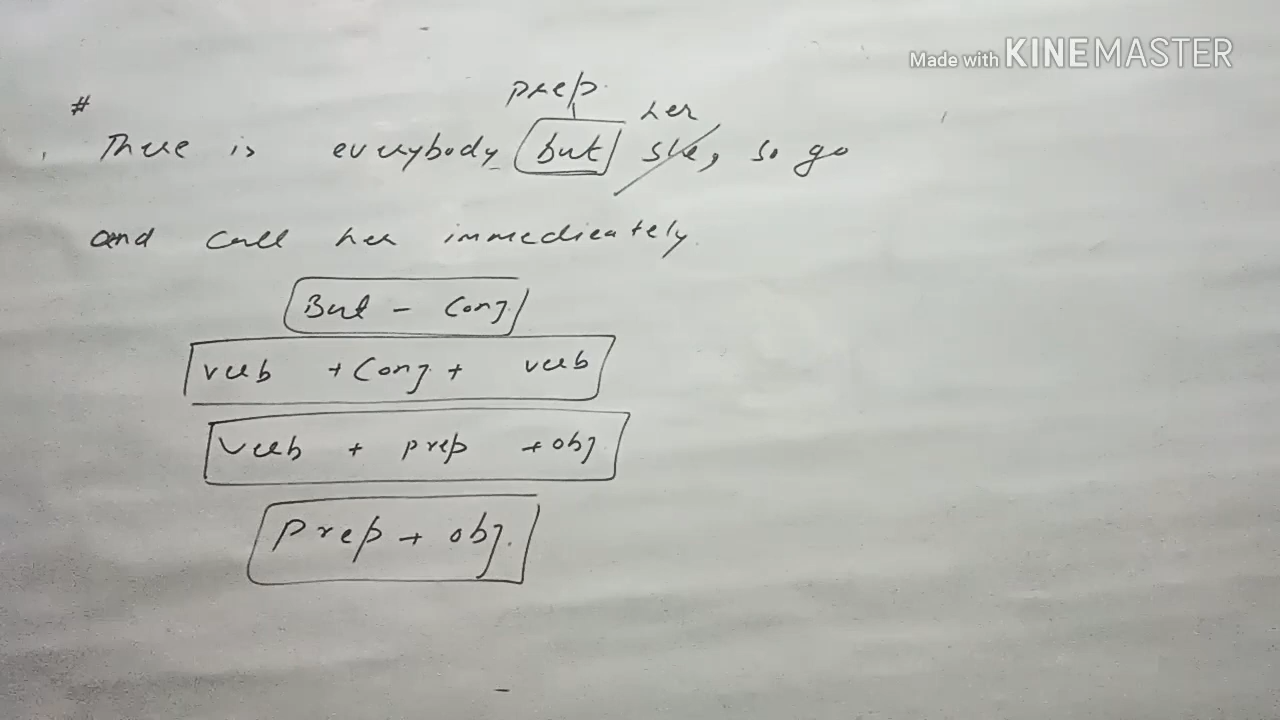 Made with KINEMASTER
#
prep.
her
There is everybody but she, so go
and call her immediately.
But - Conj.
verb + Conj. + verb
Verb + prep + obj.
prep + obj.